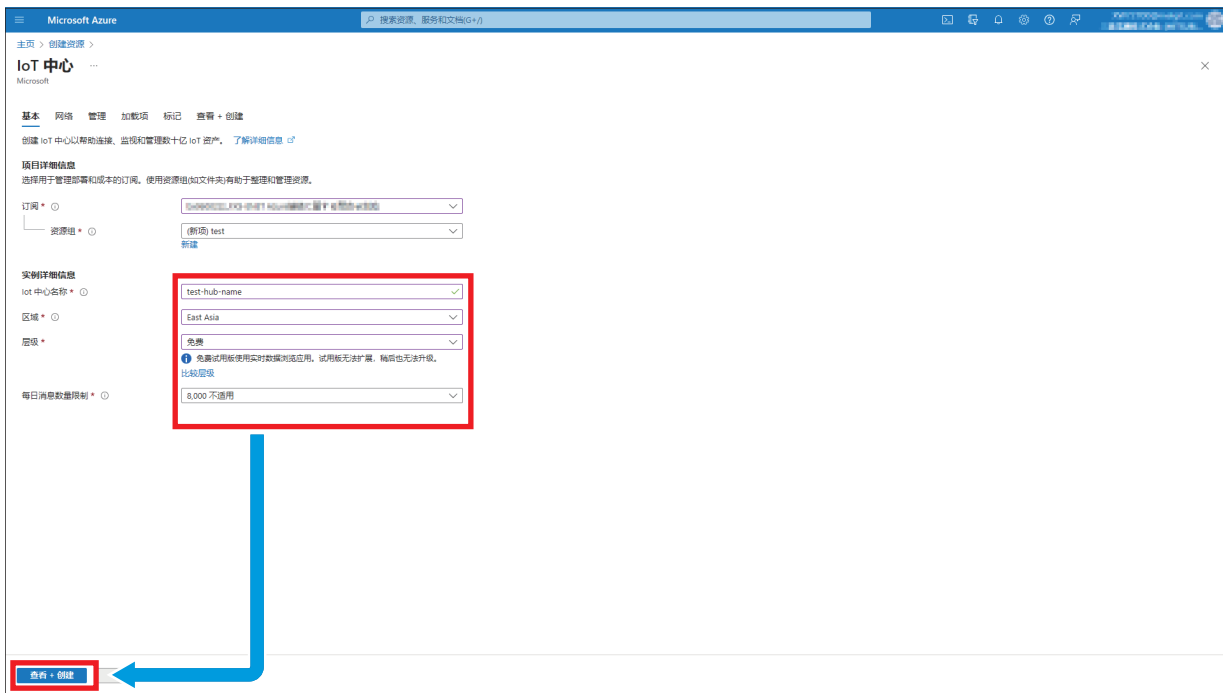 Microsoft Azure
搜索资源、服务和文档(G+/)
主页 > 创建资源 >
IoT 中心 ...
Microsoft
基本 网络 管理 加载项 标记 查看 + 创建
创建 IoT 中心以帮助连接、监视和管理数十亿 IoT 资产。 了解详细信息
项目详细信息
选择用于管理部署和成本的订阅。使用资源组(如文件夹)有助于整理和管理资源。
订阅 *
资源组 * (新项) test
新建
实例详细信息
Iot 中心名称 * test-hub-name
区域 * East Asia
层级 * 免费
免费试用版使用实时数据浏览应用。试用版无法扩展，稍后也无法升级。
比较层级
每日消息数量限制 * 8,000 不适用
查看 + 创建